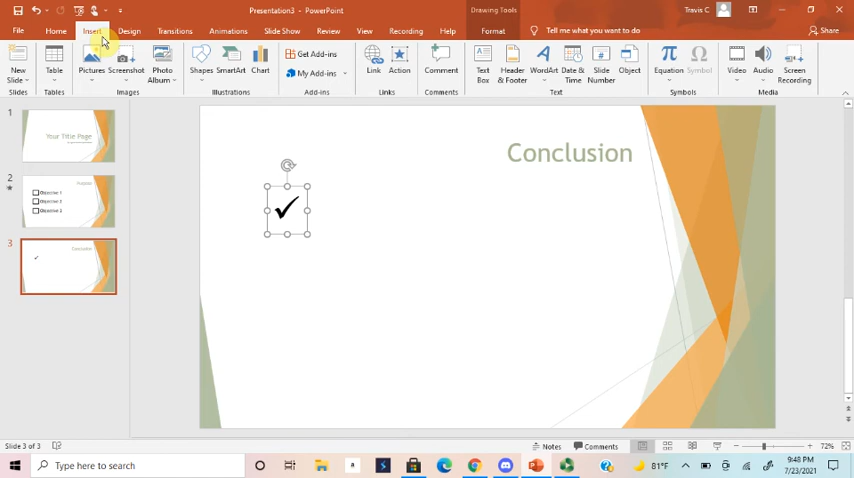 Presentation3 - PowerPoint
Drawing Tools
Travis C.
File Home Insert Design Transitions Animations Slide Show Review View Recording Help Format Tell me what you want to do Share
New Slide
Table
Pictures
Screenshot
Photo Album
Shapes
SmartArt
Chart
Get Add-ins
My Add-ins
Link
Action
Comment
Text Box
Header & Footer
WordArt
Date & Time
Slide Number
Object
Equation
Symbol
Video
Audio
Screen Recording
Slides Tables Images Illustrations Add-ins Links Comments Text Symbols Media
1
Your Title Page
2
Objective 1
Objective 2
3
Conclusion
Conclusion
✓
Slide 3 of 3
Notes
Comments
72%
Type here to search
81°F
9:48 PM
7/23/2021